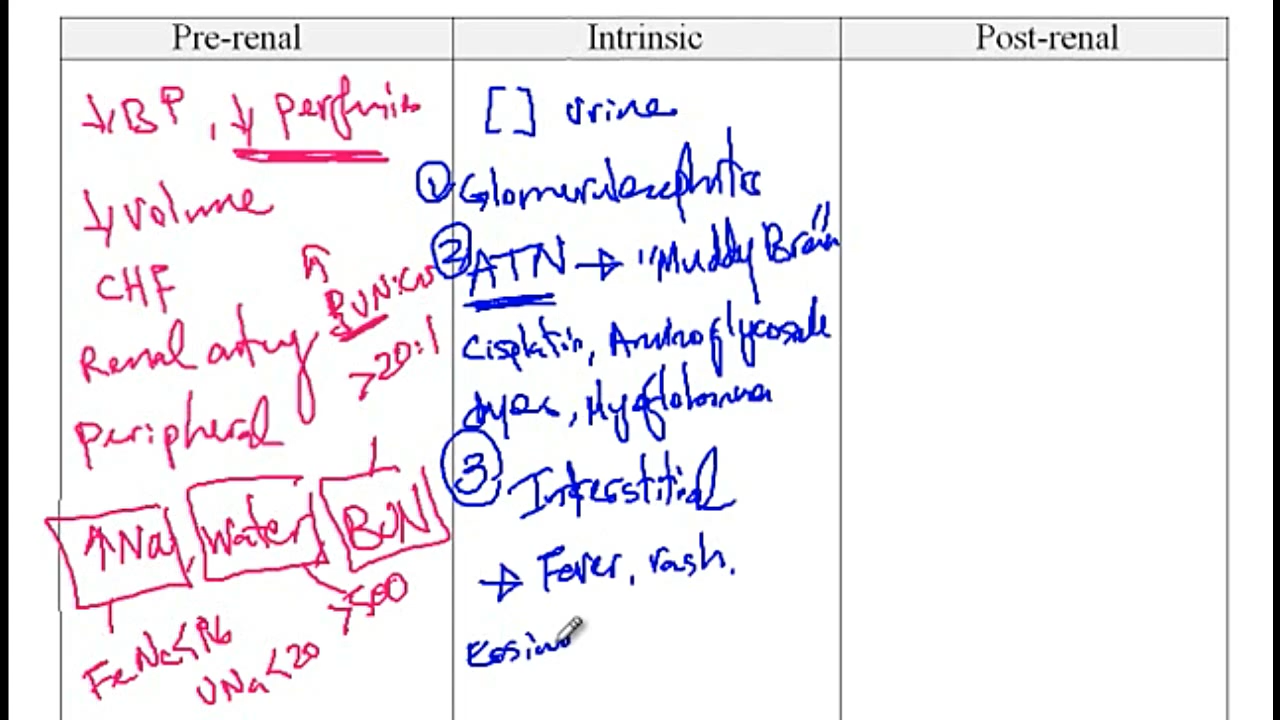 Pre-renal
Intrinsic
Post-renal
↓BP, ↓ Perfusion
↓volume
CHF
↑
BUN:Cr
Renal artery
>20:1
Peripheral
↑Na, Water, BUN
>500
FeNa<1%
UNa<20
[ ] urine
① Glomerulonephritis
② ATN → "Muddy Brown"
Cisplatin, Aminoglycoside
dyes,
③ Interstitial
→ Fever, rash.
Eosino